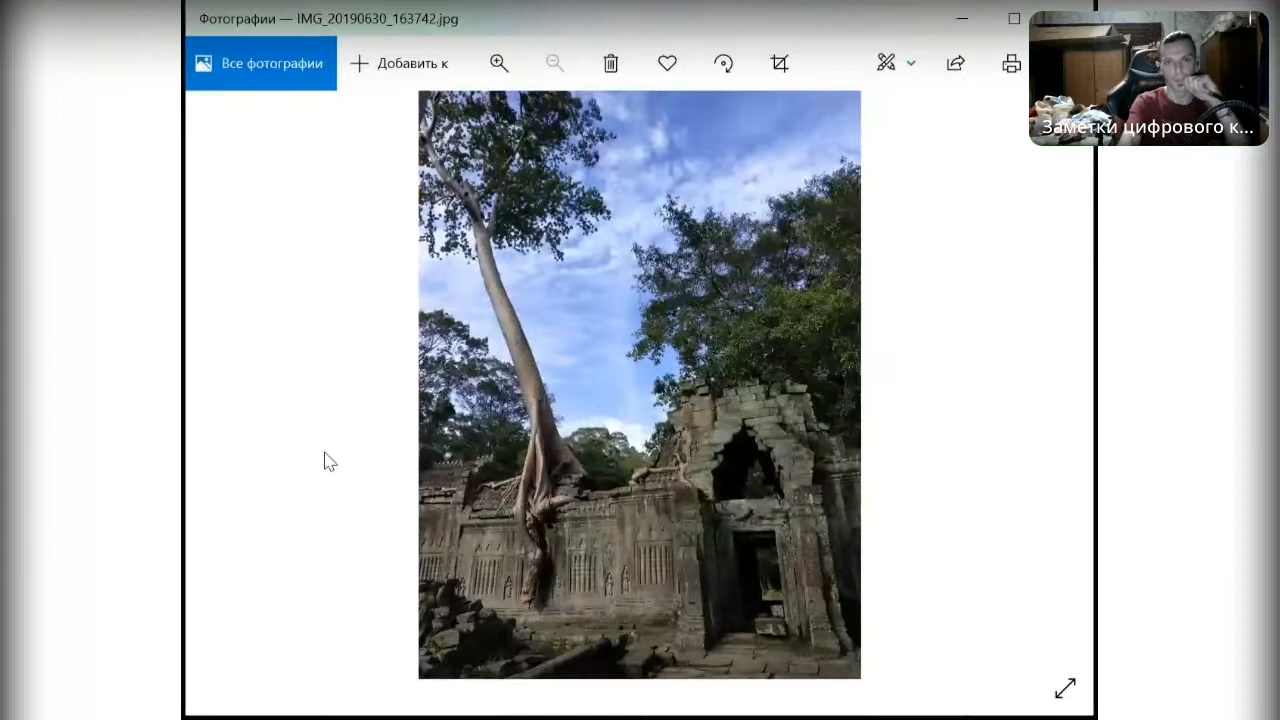 Фотографии — IMG_20190630_163742.jpg
Все фотографии
Добавить к
Заметки цифрового к...